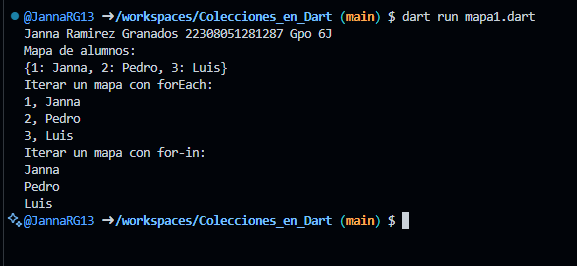 @JannaRG13 ➜/workspaces/Colecciones_en_Dart (main) $ dart run mapa1.dart
Janna Ramirez Granados 22308051281287 Gpo 6J
Mapa de alumnos:
{1: Janna, 2: Pedro, 3: Luis}
Iterar un mapa con forEach:
1, Janna
2, Pedro
3, Luis
Iterar un mapa con for-in:
Janna
Pedro
Luis
@JannaRG13 ➜/workspaces/Colecciones_en_Dart (main) $